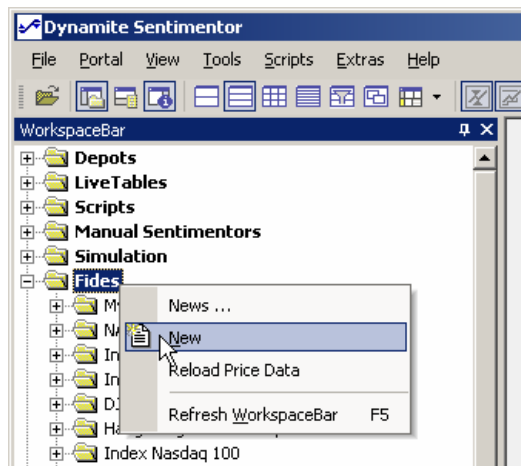 Dynamite Sentimentor
File Portal View Tools Scripts Extras Help
WorkspaceBar
Depots
LiveTables
Scripts
Manual Sentimentors
Simulation
Fides
News ...
New
Reload Price Data
Refresh WorkspaceBar F5
Index Nasdaq 100